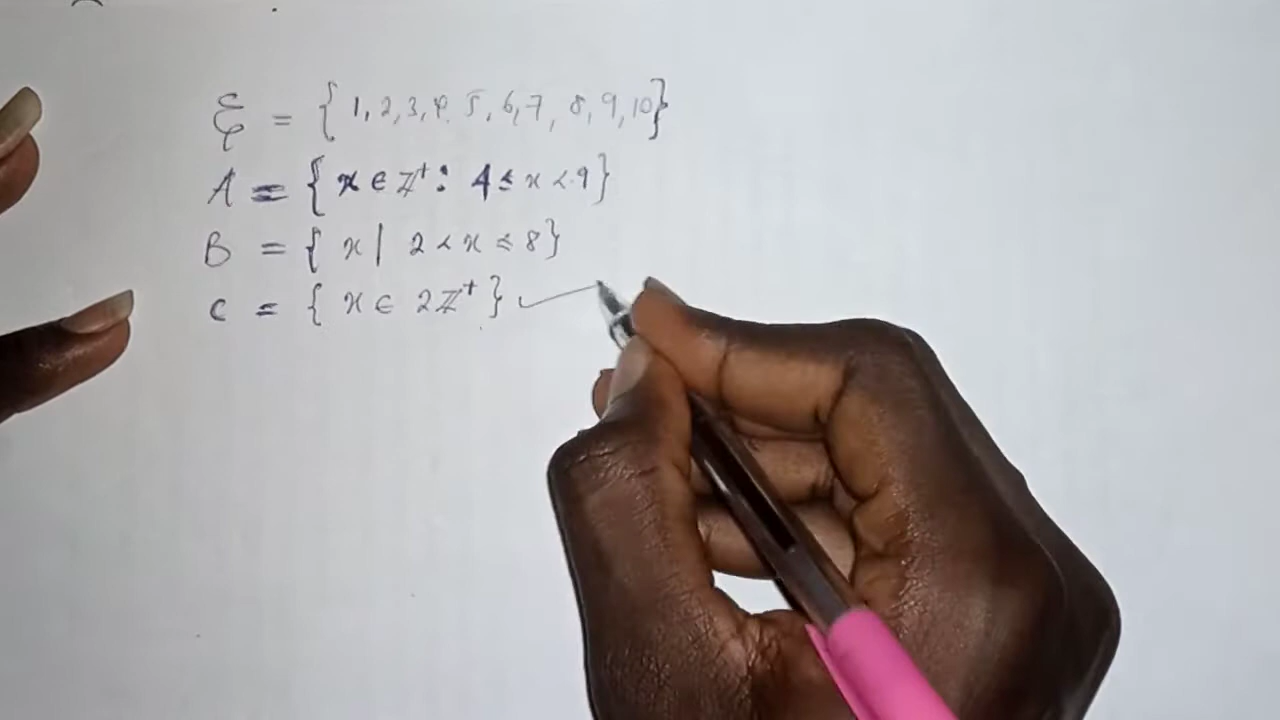 ξ = { 1, 2, 3, 4, 5, 6, 7, 8, 9, 10}
A = { x ∈ ℤ⁺ : 4 ≤ x < 9}
B = { x | 2 < x ≤ 8}
C = { x ∈ 2ℤ⁺ }